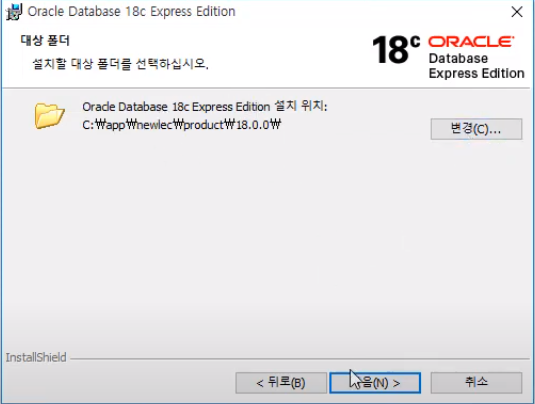 Oracle Database 18c Express Edition
대상 폴더
설치할 대상 폴더를 선택하십시오.
18c ORACLE
Database
Express Edition
Oracle Database 18c Express Edition 설치 위치:
C:₩app₩newlec₩product₩18.0.0₩
변경(C)...
InstallShield
< 뒤로(B)
음(N) >
취소